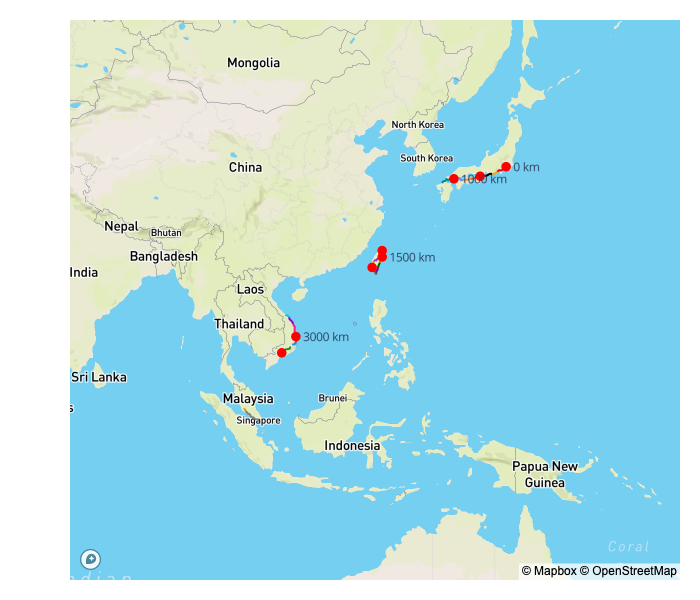 Mongolia
North Korea
South Korea
China
0 km
1000 km
Nepal
Bhutan
Bangladesh
India
1500 km
Laos
Thailand
3000 km
Sri Lanka
Malaysia
Brunei
Singapore
Indonesia
Papua New
Guinea
Coral
© Mapbox © OpenStreetMap